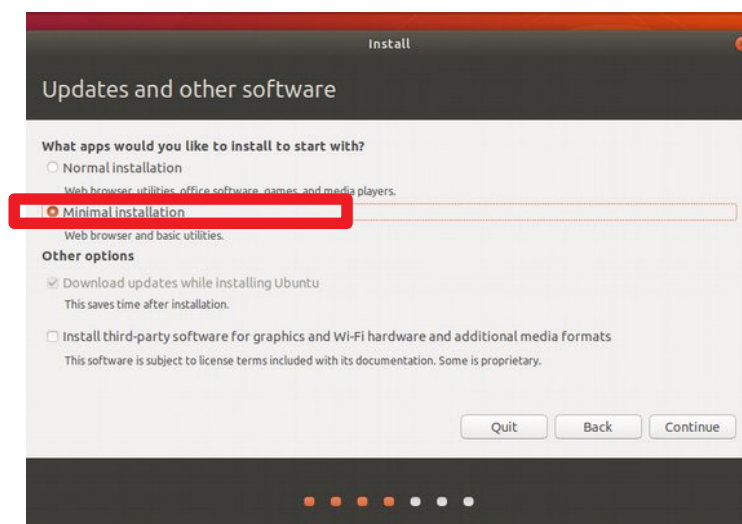 Install
Updates and other software
What apps would you like to install to start with?
Normal installation
Web browser, utilities, office software, games, and media players.
Minimal installation
Web browser and basic utilities.
Other options
Download updates while installing Ubuntu
This saves time after installation.
Install third-party software for graphics and Wi-Fi hardware and additional media formats
This software is subject to license terms included with its documentation. Some is proprietary.
Quit Back Continue